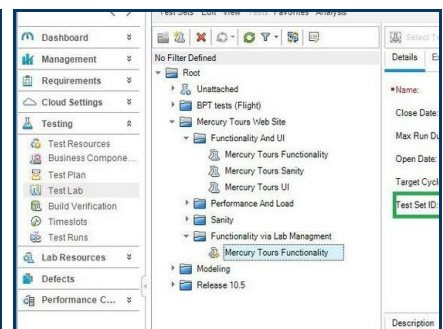 Test Sets Edit View Tests Favorites Analysis
Dashboard
Management
Requirements
Cloud Settings
Testing
Test Resources
Business Compone...
Test Plan
Test Lab
Build Verification
Timeslots
Test Runs
Lab Resources
Defects
Performance C...
No Filter Defined
Root
Unattached
BPT tests (Flight)
Mercury Tours Web Site
Functionality And UI
Mercury Tours Functionality
Mercury Tours Sanity
Mercury Tours UI
Performance And Load
Sanity
Functionality via Lab Managment
Mercury Tours Functionality
Modeling
Release 10.5
Select Te
Details
*Name:
Close Date:
Max Run Du
Open Date:
Target Cycl
Test Set ID:
Description